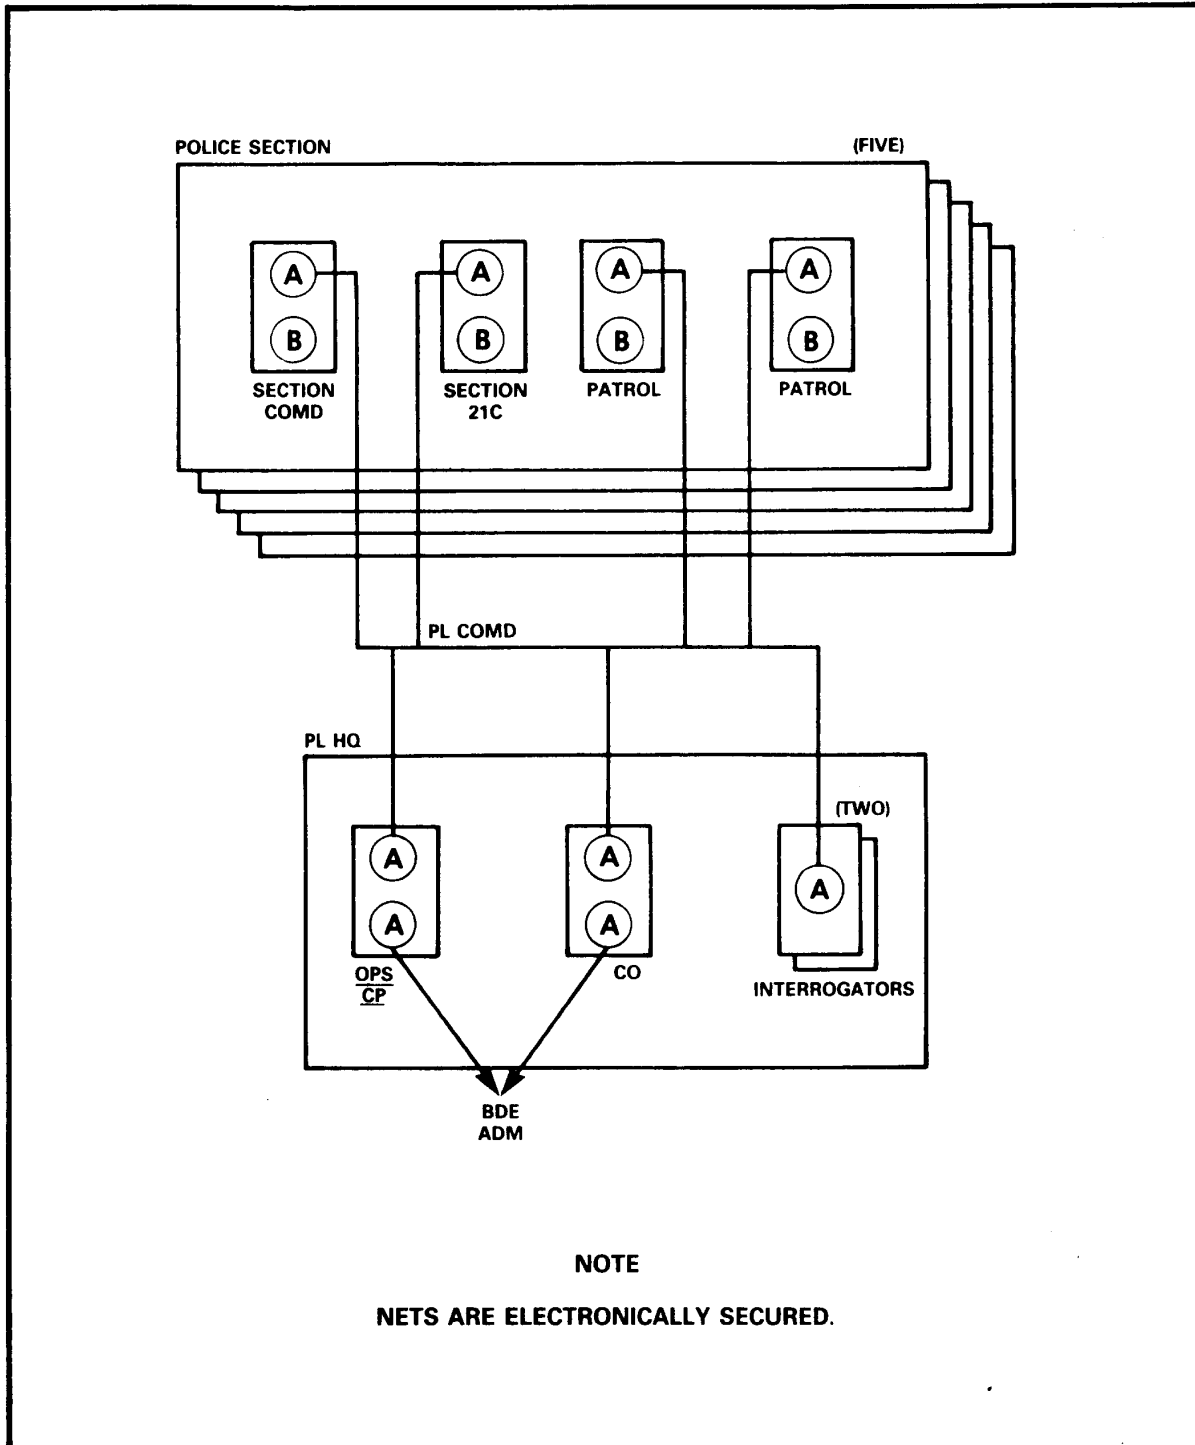 POLICE SECTION (FIVE)
A A A A
B B B B
SECTION COMD
SECTION 21C
PATROL
PATROL
PL COMD
PL HQ
(TWO)
A A A
A A
OPS
CP
CO
INTERROGATORS
BDE
ADM
NOTE
NETS ARE ELECTRONICALLY SECURED.